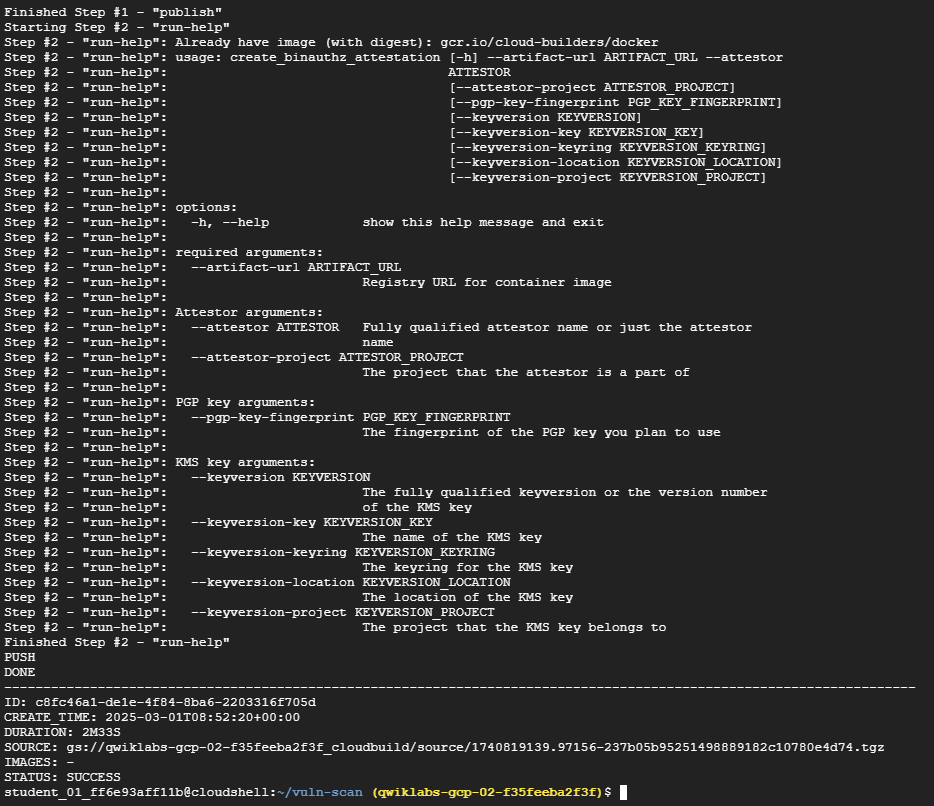 Finished Step #1 - "publish"
Starting Step #2 - "run-help"
Step #2 - "run-help": Already have image (with digest): gcr.io/cloud-builders/docker
Step #2 - "run-help": usage: create_binauthz_attestation [-h] --artifact-url ARTIFACT_URL --attestor
Step #2 - "run-help":                                    ATTESTOR
Step #2 - "run-help":                                    [--attestor-project ATTESTOR_PROJECT]
Step #2 - "run-help":                                    [--pgp-key-fingerprint PGP_KEY_FINGERPRINT]
Step #2 - "run-help":                                    [--keyversion KEYVERSION]
Step #2 - "run-help":                                    [--keyversion-key KEYVERSION_KEY]
Step #2 - "run-help":                                    [--keyversion-keyring KEYVERSION_KEYRING]
Step #2 - "run-help":                                    [--keyversion-location KEYVERSION_LOCATION]
Step #2 - "run-help":                                    [--keyversion-project KEYVERSION_PROJECT]
Step #2 - "run-help":
Step #2 - "run-help": options:
Step #2 - "run-help":   -h, --help            show this help message and exit
Step #2 - "run-help":
Step #2 - "run-help": required arguments:
Step #2 - "run-help":   --artifact-url ARTIFACT_URL
Step #2 - "run-help":                         Registry URL for container image
Step #2 - "run-help":
Step #2 - "run-help": Attestor arguments:
Step #2 - "run-help":   --attestor ATTESTOR   Fully qualified attestor name or just the attestor
Step #2 - "run-help":                         name
Step #2 - "run-help":   --attestor-project ATTESTOR_PROJECT
Step #2 - "run-help":                         The project that the attestor is a part of
Step #2 - "run-help":
Step #2 - "run-help": PGP key arguments:
Step #2 - "run-help":   --pgp-key-fingerprint PGP_KEY_FINGERPRINT
Step #2 - "run-help":                         The fingerprint of the PGP key you plan to use
Step #2 - "run-help":
Step #2 - "run-help": KMS key arguments:
Step #2 - "run-help":   --keyversion KEYVERSION
Step #2 - "run-help":                         The fully qualified keyversion or the version number
Step #2 - "run-help":                         of the KMS key
Step #2 - "run-help":   --keyversion-key KEYVERSION_KEY
Step #2 - "run-help":                         The name of the KMS key
Step #2 - "run-help":   --keyversion-keyring KEYVERSION_KEYRING
Step #2 - "run-help":                         The keyring for the KMS key
Step #2 - "run-help":   --keyversion-location KEYVERSION_LOCATION
Step #2 - "run-help":                         The location of the KMS key
Step #2 - "run-help":   --keyversion-project KEYVERSION_PROJECT
Step #2 - "run-help":                         The project that the KMS key belongs to
Finished Step #2 - "run-help"
PUSH
DONE
---------------------------------------------------------------------------------------------------------------------
ID: c8fc46a1-de1e-4f84-8ba6-2203316f705d
CREATE_TIME: 2025-03-01T08:52:20+00:00
DURATION: 2M33S
SOURCE: gs://qwiklabs-gcp-02-f35feeba2f3f_cloudbuild/source/1740819139.97156-237b05b95251498889182c10780e4d74.tgz
IMAGES: -
STATUS: SUCCESS
student_01_ff6e93aff11b@cloudshell:~/vuln-scan (qwiklabs-gcp-02-f35feeba2f3f)$